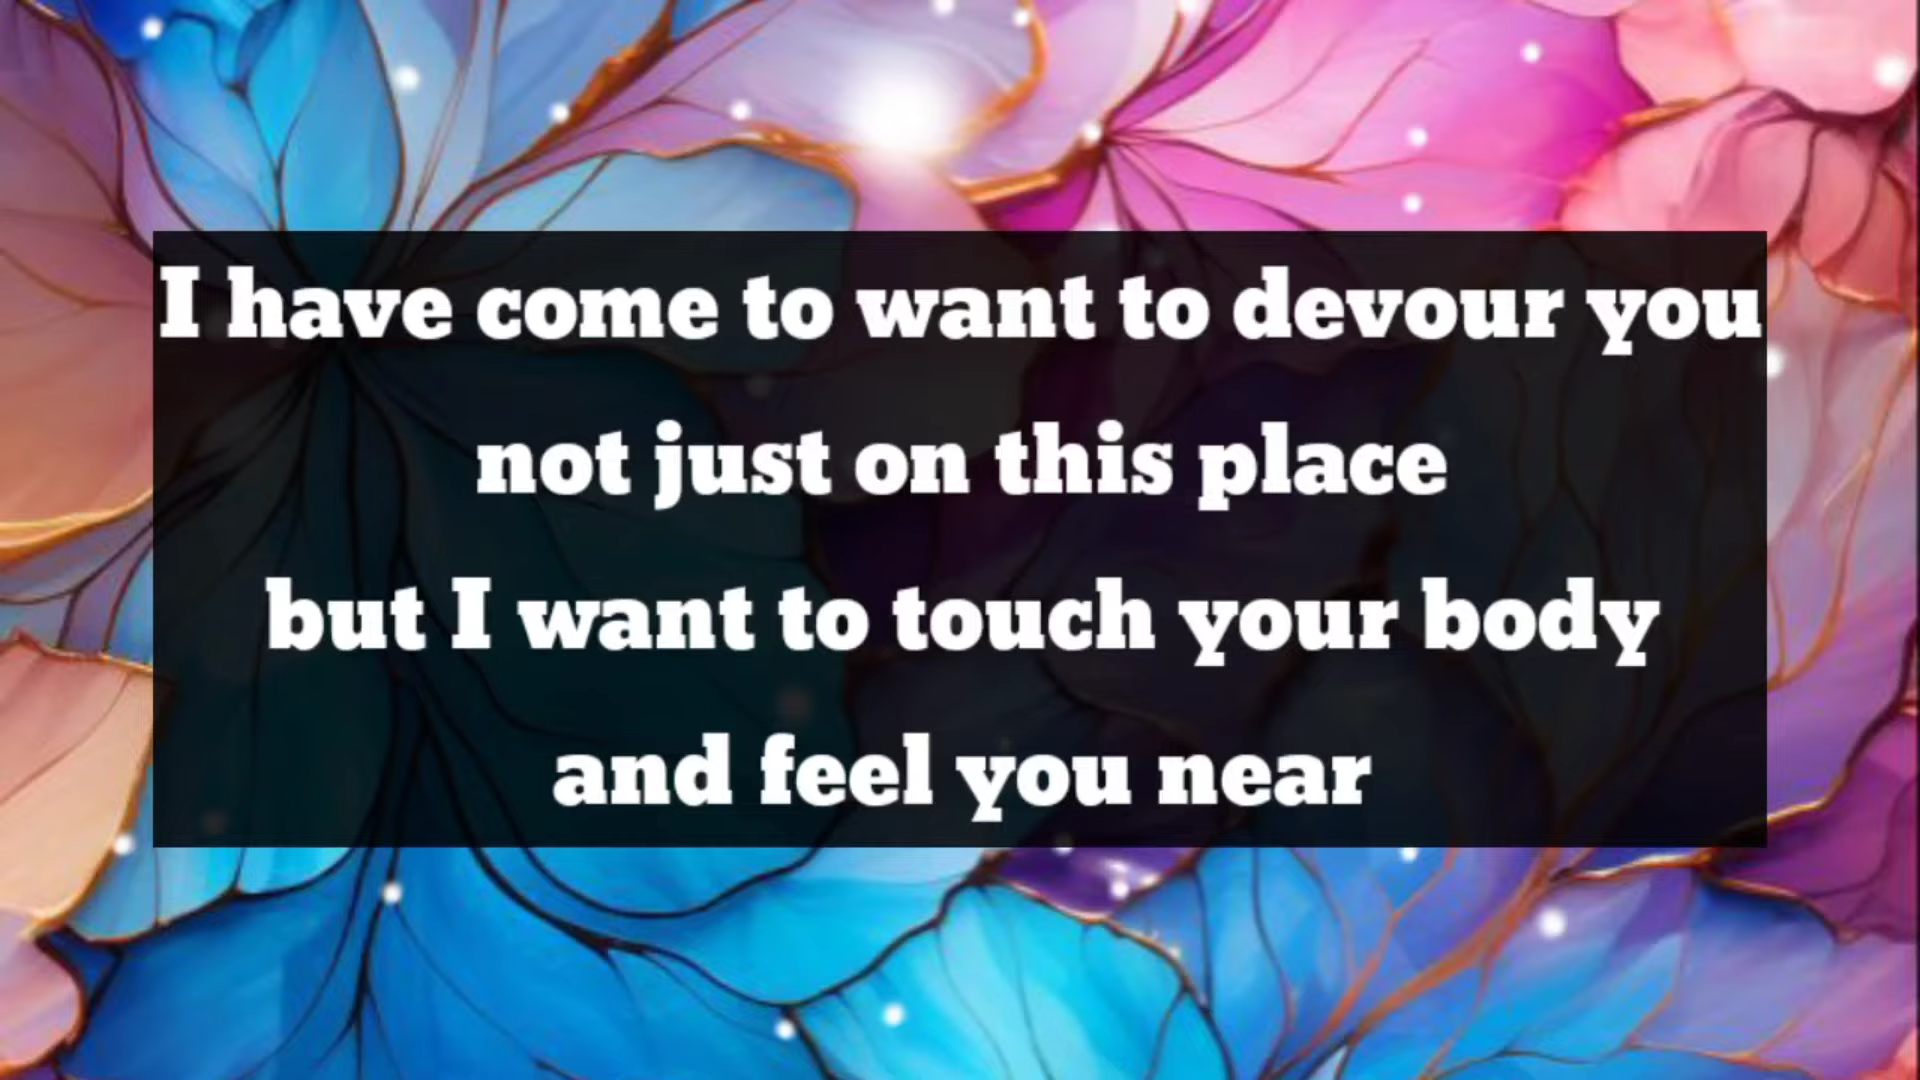 I have come to want to devour you
not just on this place
but I want to touch your body
and feel you near